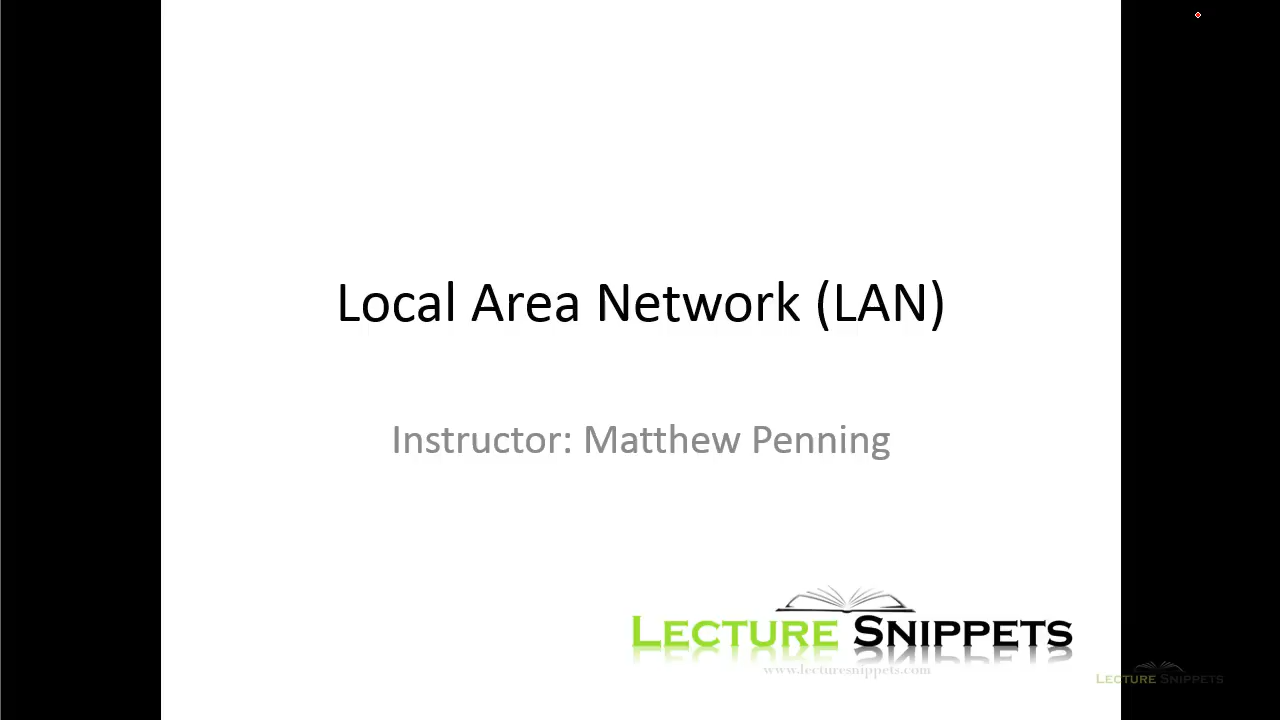 Local Area Network (LAN)
Instructor: Matthew Penning
LECTURE SNIPPETS
www.lecturesnippets.com
LECTURE SNIPPETS